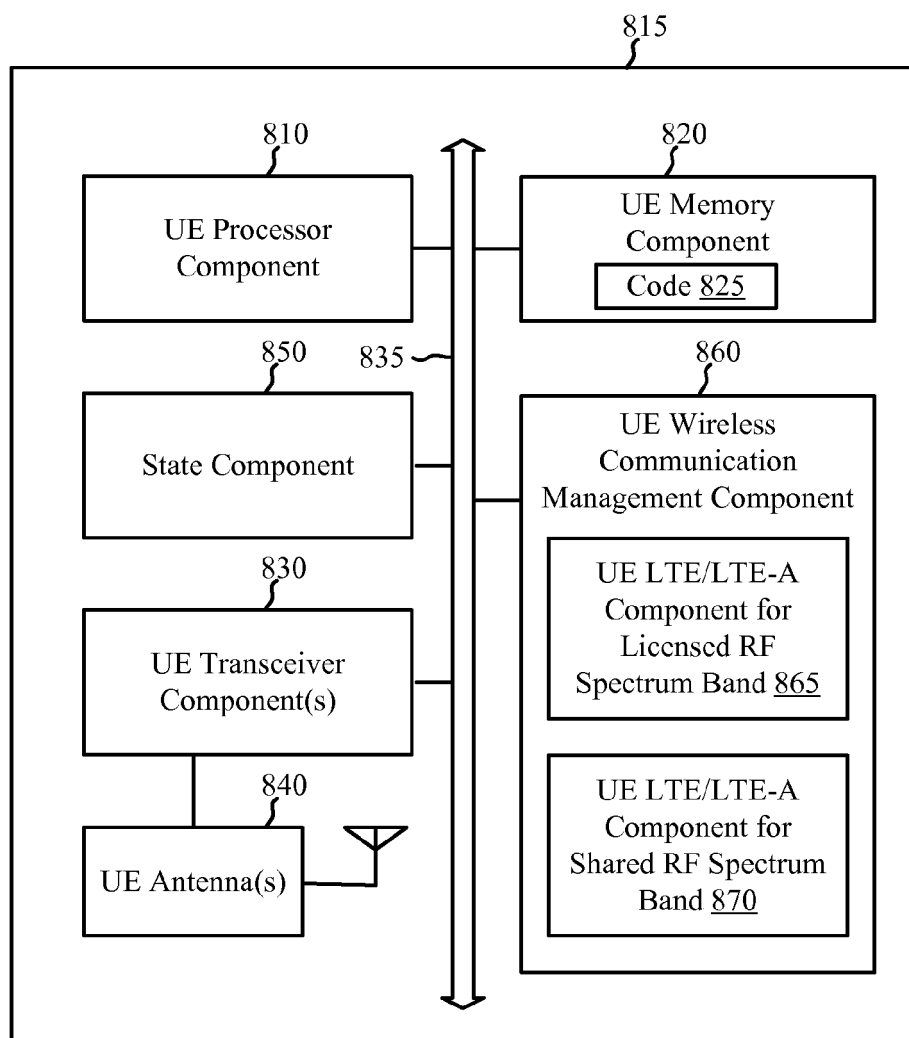 815
810
UE Processor
Component
820
UE Memory
Component
Code 825
835
850
State Component
860
UE Wireless
Communication
Management Component
UE LTE/LTE-A
Component for
Licensed RF
Spectrum Band 865
830
UE Transceiver
Component(s)
UE LTE/LTE-A
Component for
Shared RF Spectrum
Band 870
840
UE Antenna(s)